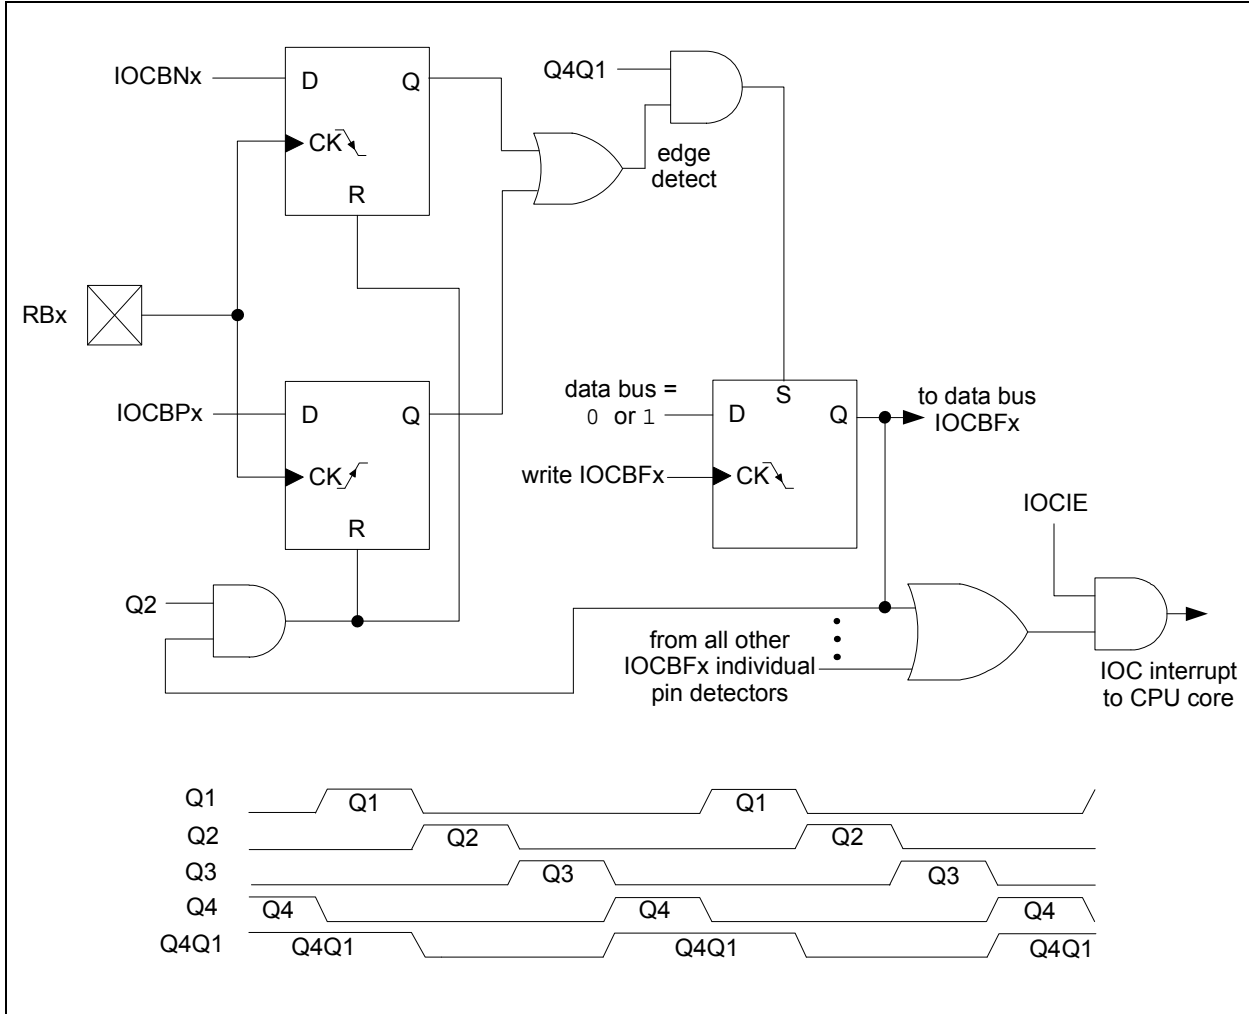 IOCBNx
D
Q
CK
R
Q4Q1
edge
detect
RBx
IOCBPx
D
Q
CK
R
data bus =
0 or 1
S
D
Q
to data bus
IOCBFx
write IOCBFx
CK
IOCIE
Q2
from all other
IOCBFx individual
pin detectors
IOC interrupt
to CPU core
Q1 Q1 Q1
Q2 Q2 Q2
Q3 Q3 Q3
Q4 Q4 Q4 Q4
Q4Q1 Q4Q1 Q4Q1 Q4Q1